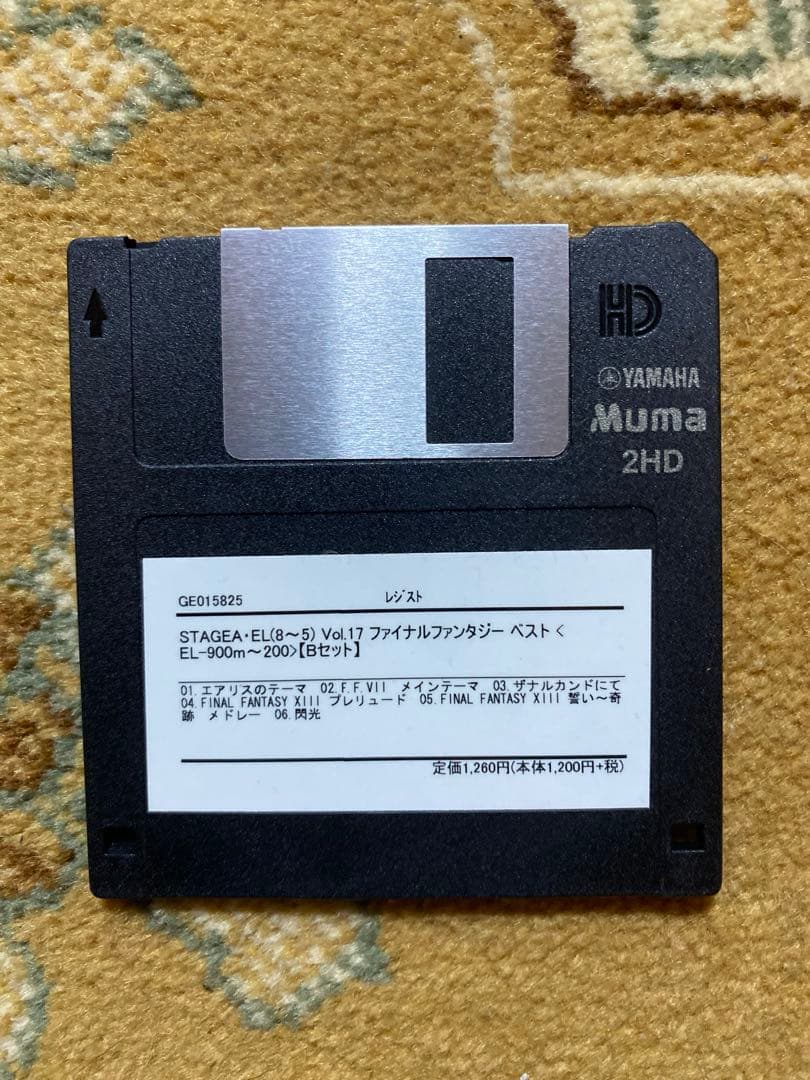 HD
YAMAHA
Muma
2HD
GE015825 レジスト
STAGEA・EL(8～5) Vol.17 ファイナルファンタジー ベスト<
EL-900m～200>【Bセット】
01.エアリスのテーマ 02.F.F.VII メインテーマ 03.ザナルカンドにて
04.FINAL FANTASY XIII プレリュード 05.FINAL FANTASY XIII 誓い～奇
跡 メドレー 06.閃光
定価1,260円(本体1,200円+税)